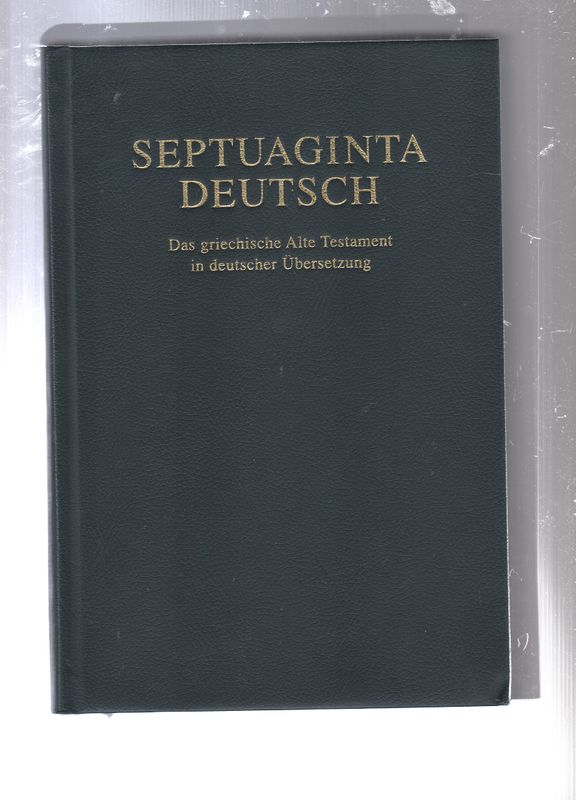 SEPTUAGINTA
DEUTSCH
Das griechische Alte Testament
in deutscher Übersetzung